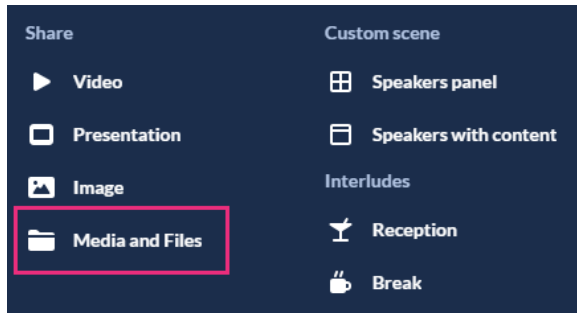 Share
Video
Presentation
Image
Media and Files
Custom scene
Speakers panel
Speakers with content
Interludes
Reception
Break